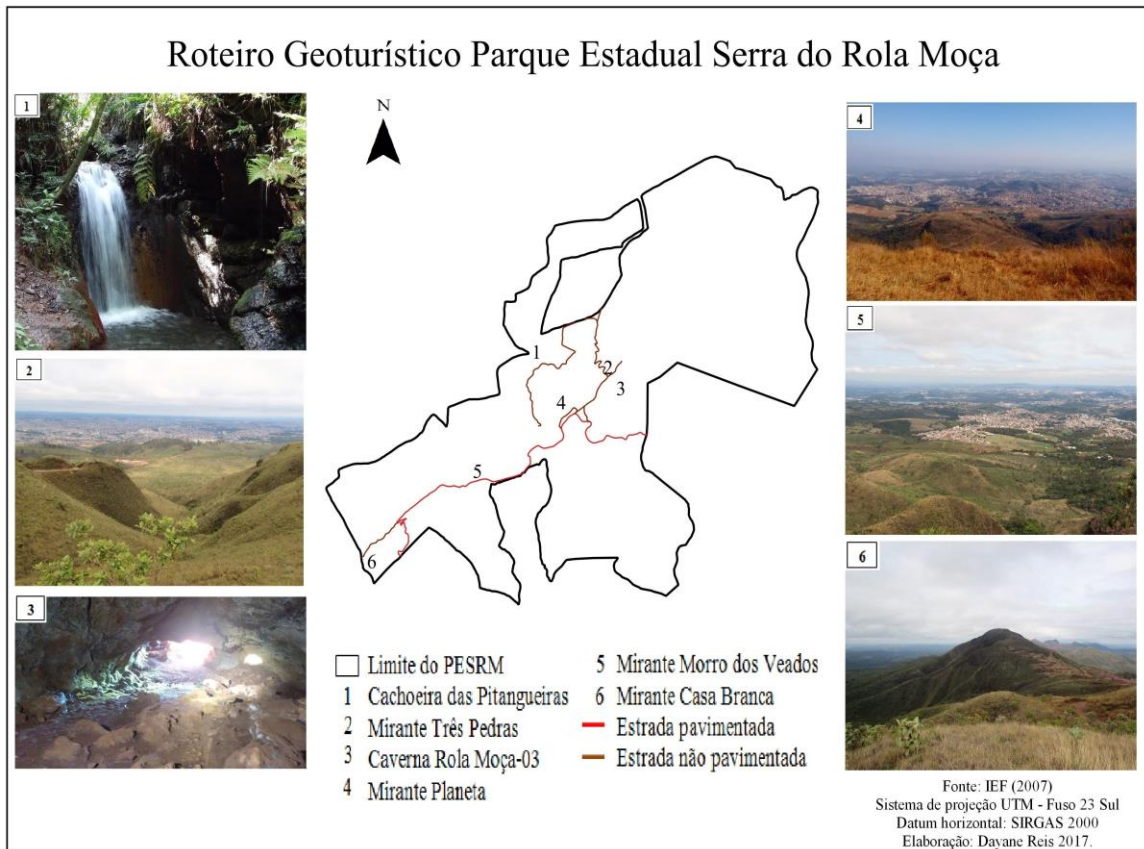 Roteiro Geoturístico Parque Estadual Serra do Rola Moça
1
2
3
N
1
2
3
4
5
6
4
5
6
Limite do PESRM
1 Cachoeira das Pitangueiras
2 Mirante Três Pedras
3 Caverna Rola Moça-03
4 Mirante Planeta
5 Mirante Morro dos Veados
6 Mirante Casa Branca
Estrada pavimentada
Estrada não pavimentada
Fonte: IEF (2007)
Sistema de projeção UTM - Fuso 23 Sul
Datum horizontal: SIRGAS 2000
Elaboração: Dayane Reis 2017.